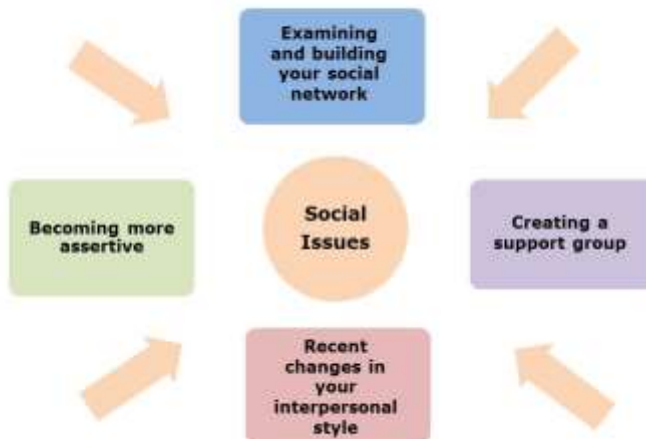 Examining
and building
your social
network
Becoming more
assertive
Social
Issues
Creating a
support group
Recent
changes in
your
interpersonal
style